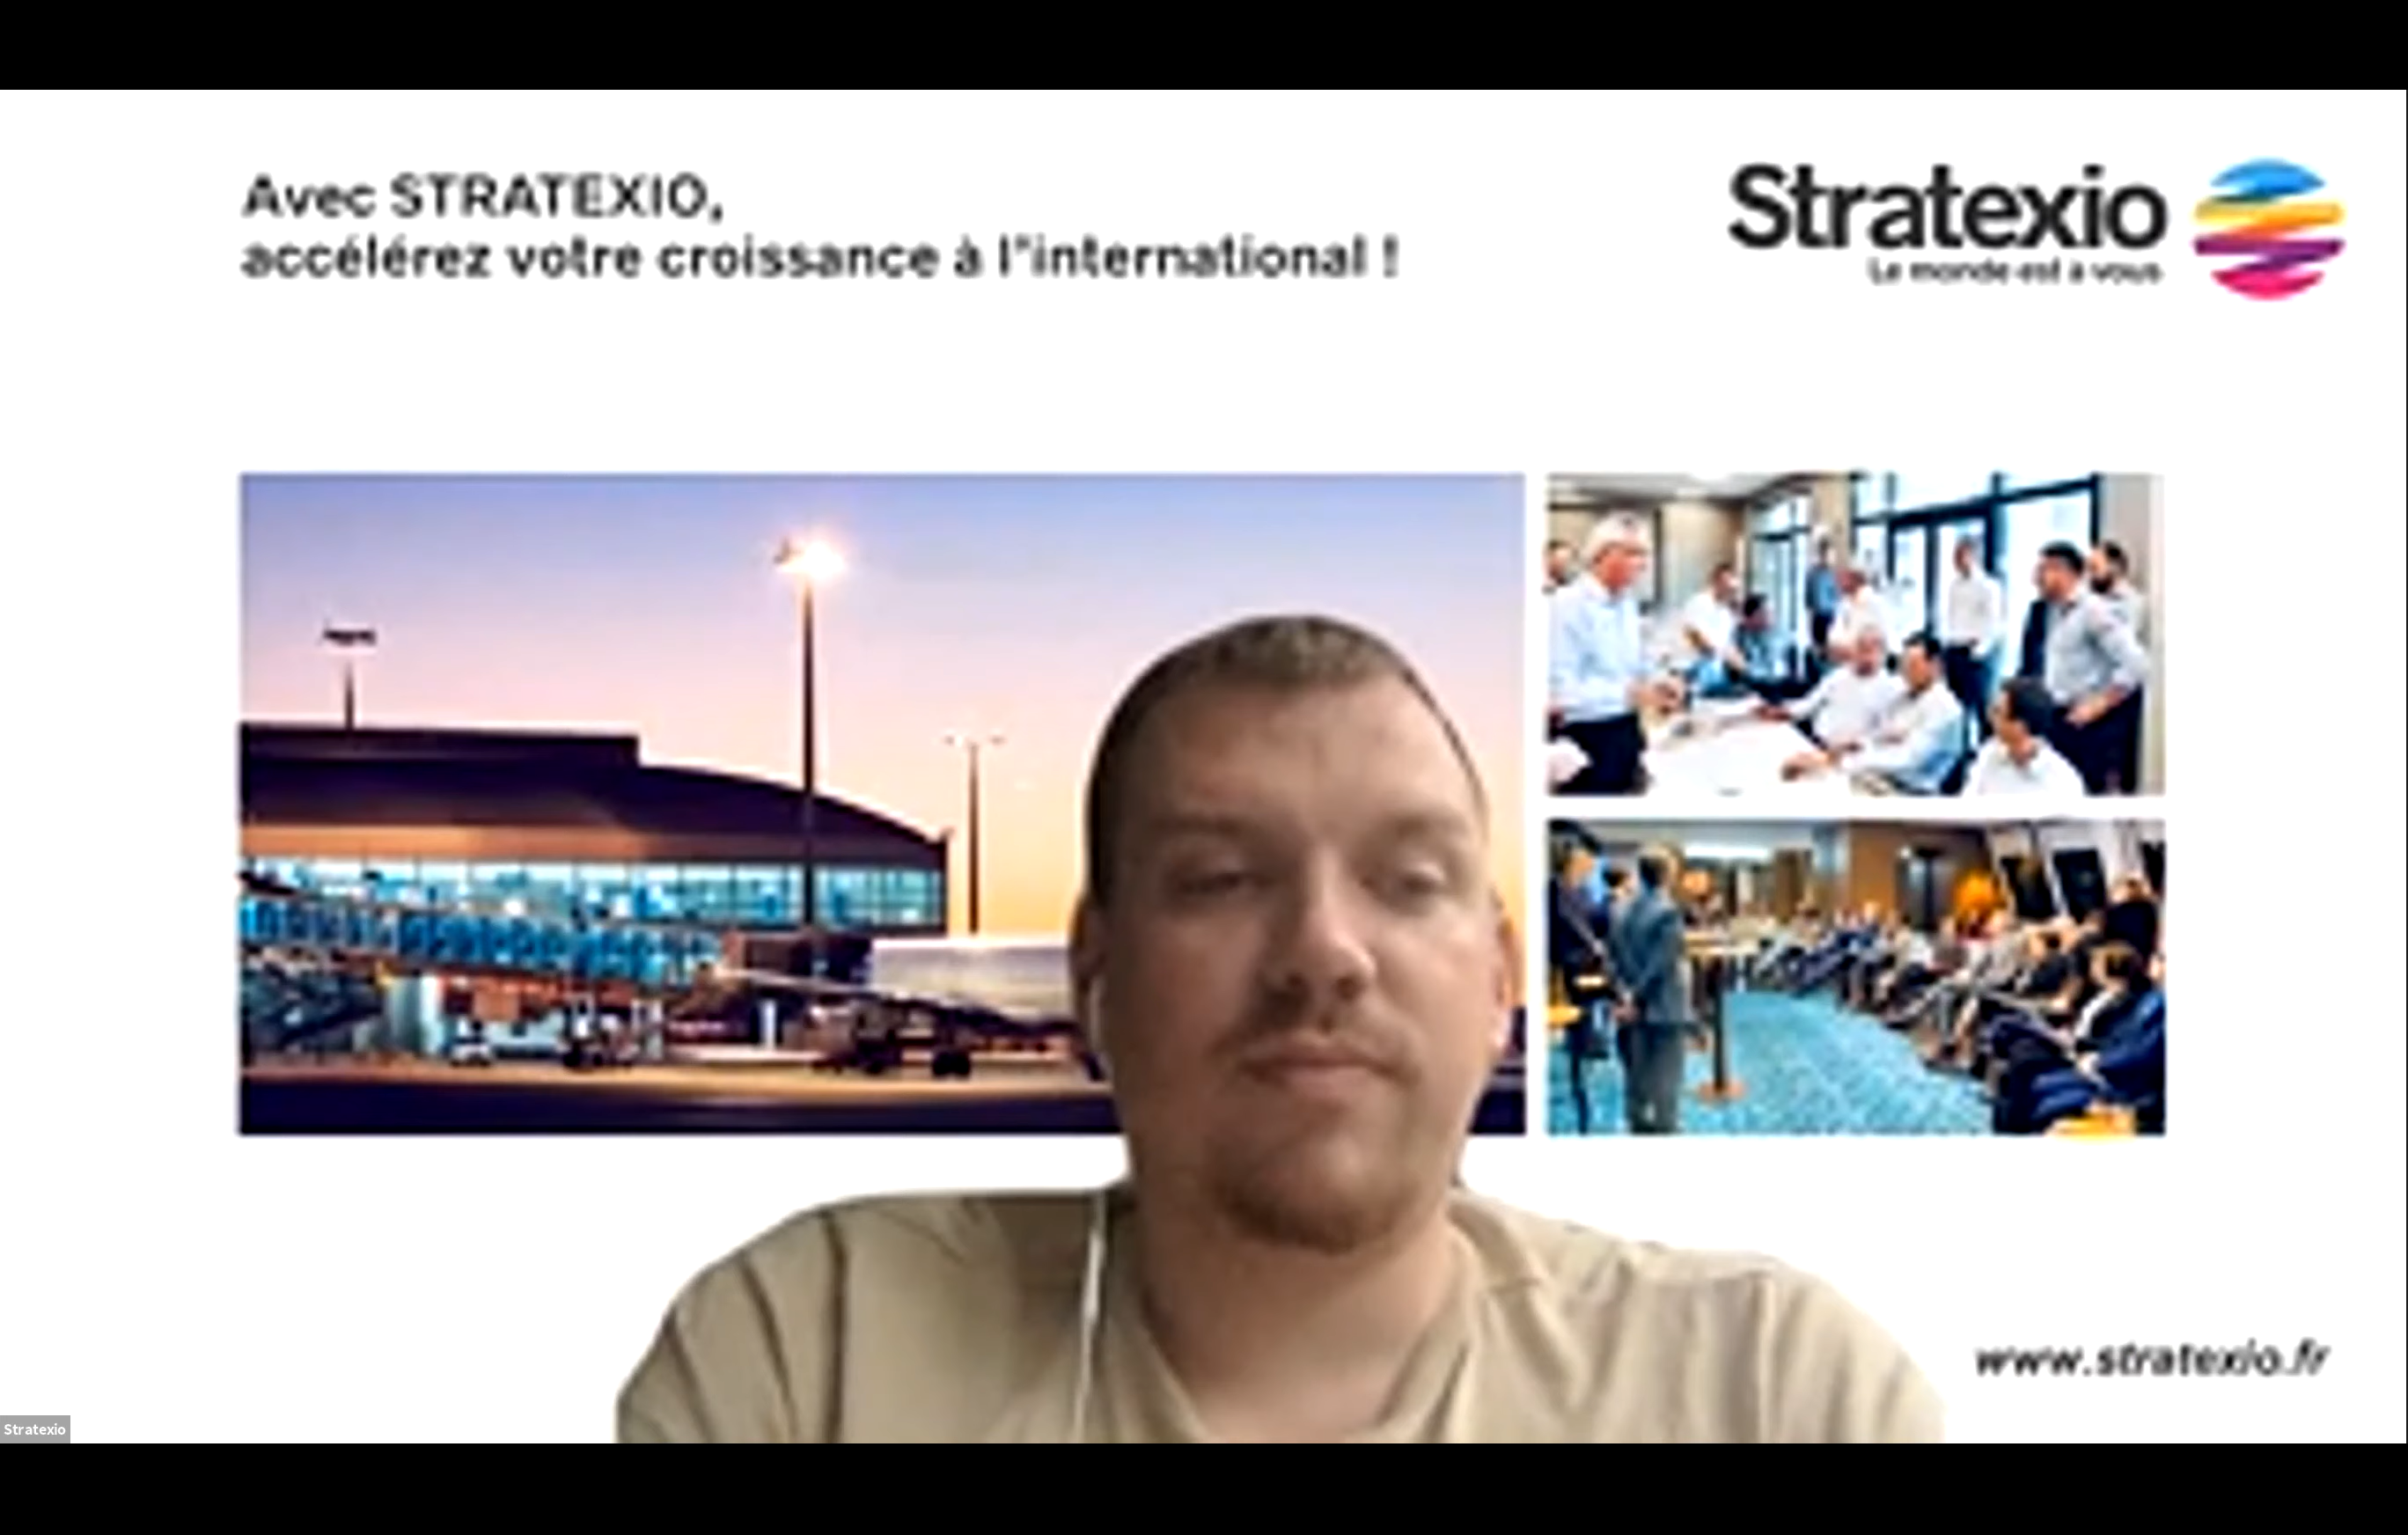 Avec STRATEXIO,
accélérez votre croissance à l'international !
Stratexio
Le monde est à vous
www.stratexio.fr
Stratexio